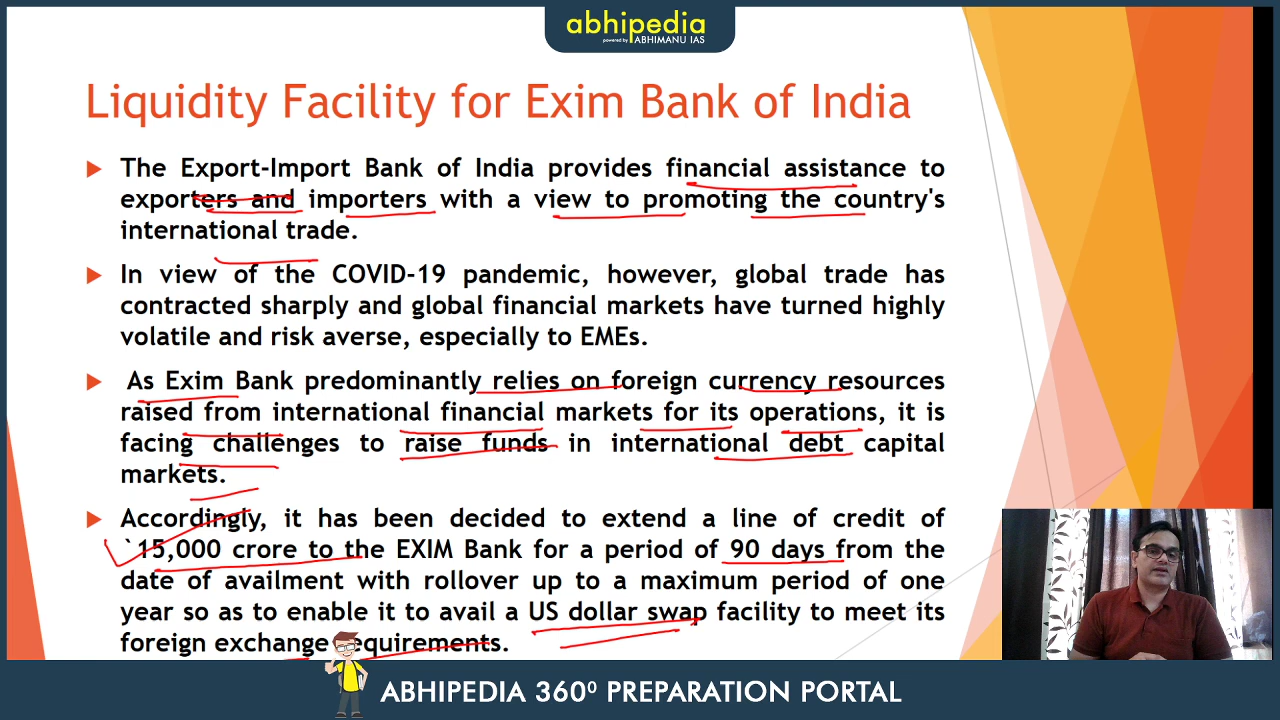 abhipedia
powered by ABHIMANU IAS
Liquidity Facility for Exim Bank of India
The Export-Import Bank of India provides financial assistance to
exporters and importers with a view to promoting the country's
international trade.
In view of the COVID-19 pandemic, however, global trade has
contracted sharply and global financial markets have turned highly
volatile and risk averse, especially to EMEs.
As Exim Bank predominantly relies on foreign currency resources
raised from international financial markets for its operations, it is
facing challenges to raise funds in international debt capital
markets.
Accordingly, it has been decided to extend a line of credit of
`15,000 crore to the EXIM Bank for a period of 90 days from the
date of availment with rollover up to a maximum period of one
year so as to enable it to avail a US dollar swap facility to meet its
foreign exchange requirements.
ABHIPEDIA 360⁰ PREPARATION PORTAL